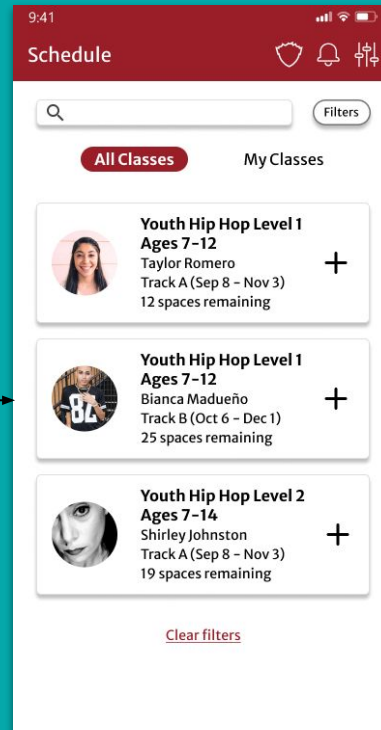 9:41
Schedule
Filters
All Classes
My Classes
Youth Hip Hop Level 1
Ages 7-12
Taylor Romero
Track A (Sep 8 - Nov 3)
12 spaces remaining
Youth Hip Hop Level 1
Ages 7-12
Bianca Madueño
Track B (Oct 6 - Dec 1)
25 spaces remaining
82
Youth Hip Hop Level 2
Ages 7-14
Shirley Johnston
Track A (Sep 8 - Nov 3)
19 spaces remaining
Clear filters